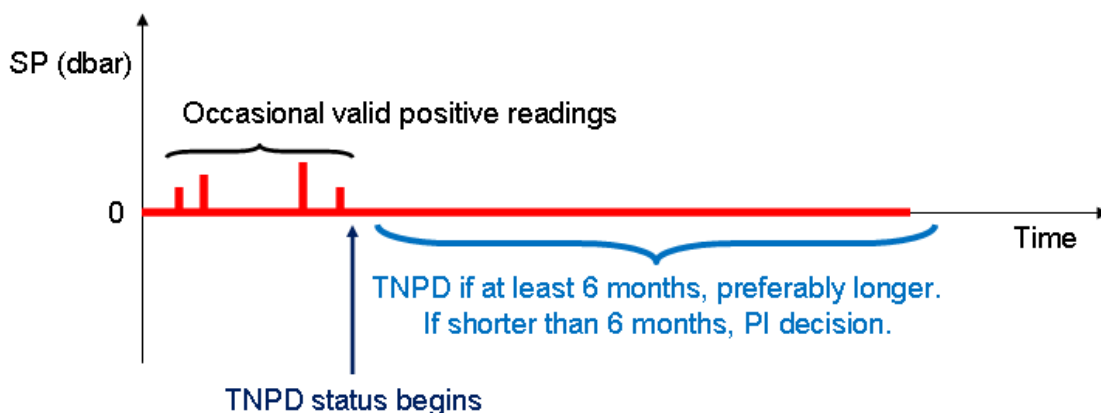 SP (dbar)
Occasional valid positive readings
0
Time
TNPD if at least 6 months, preferably longer.
If shorter than 6 months, PI decision.
TNPD status begins